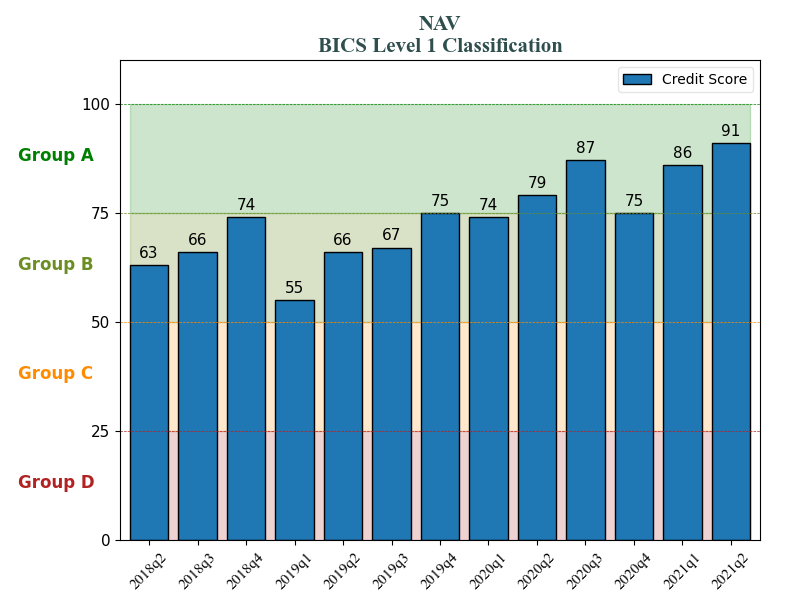 NAV
BICS Level 1 Classification
Credit Score
100
75
50
25
0
Group A
Group B
Group C
Group D
63
66
74
55
66
67
75
74
79
87
75
86
91
2018q2
2018q3
2018q4
2019q1
2019q2
2019q3
2019q4
2020q1
2020q2
2020q3
2020q4
2021q1
2021q2